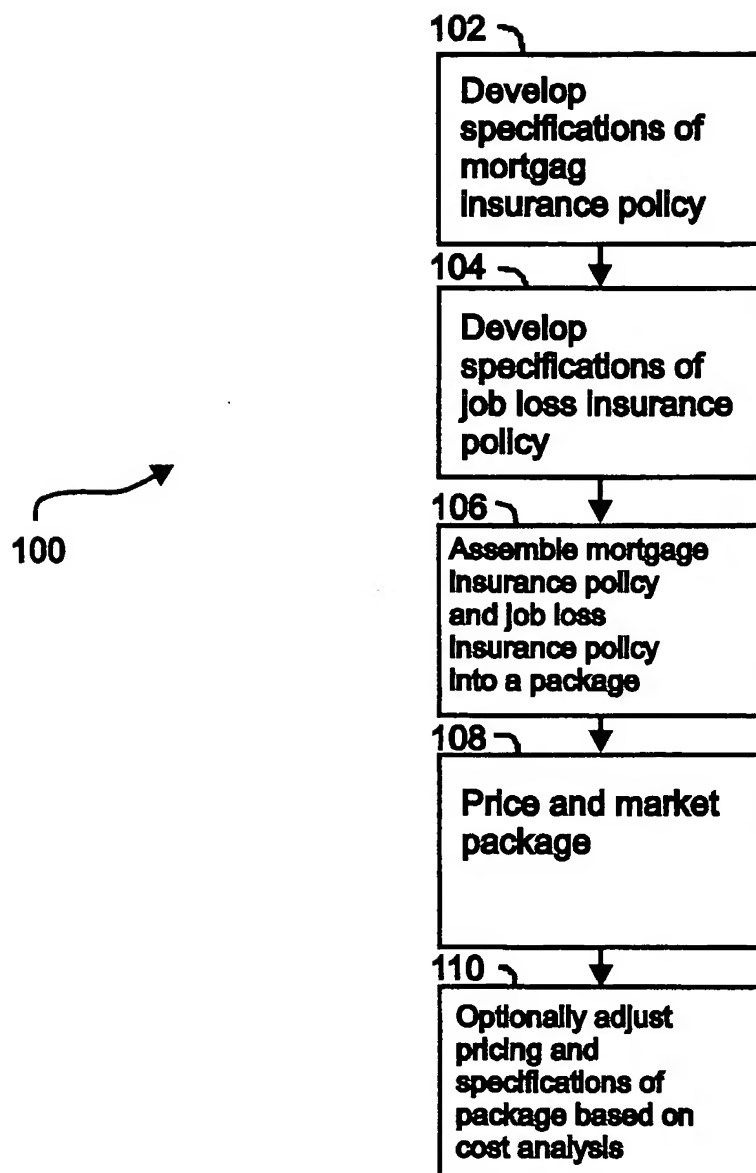 102
Develop
specifications of
mortgag
insurance policy
104
Develop
specifications of
job loss insurance
policy
100
106
Assemble mortgage
insurance policy
and job loss
insurance policy
into a package
108
Price and market
package
110
Optionally adjust
pricing and
specifications of
package based on
cost analysis